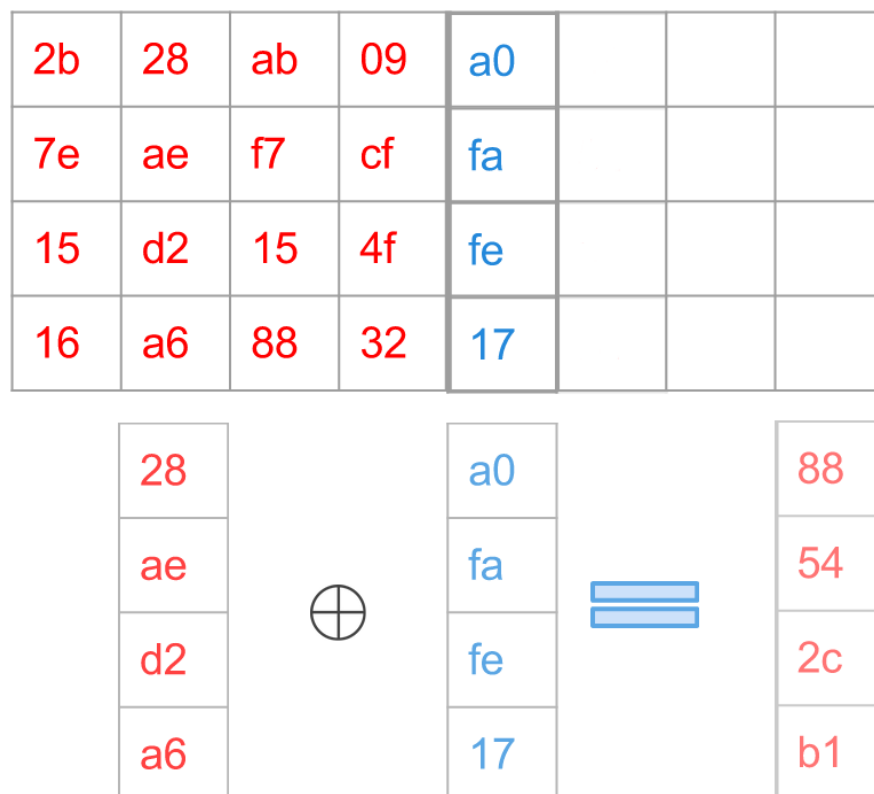 2b 28 ab 09 a0
7e ae f7 cf fa
15 d2 15 4f fe
16 a6 88 32 17
28 a0 88
ae fa 54
d2 fe 2c
a6 17 b1